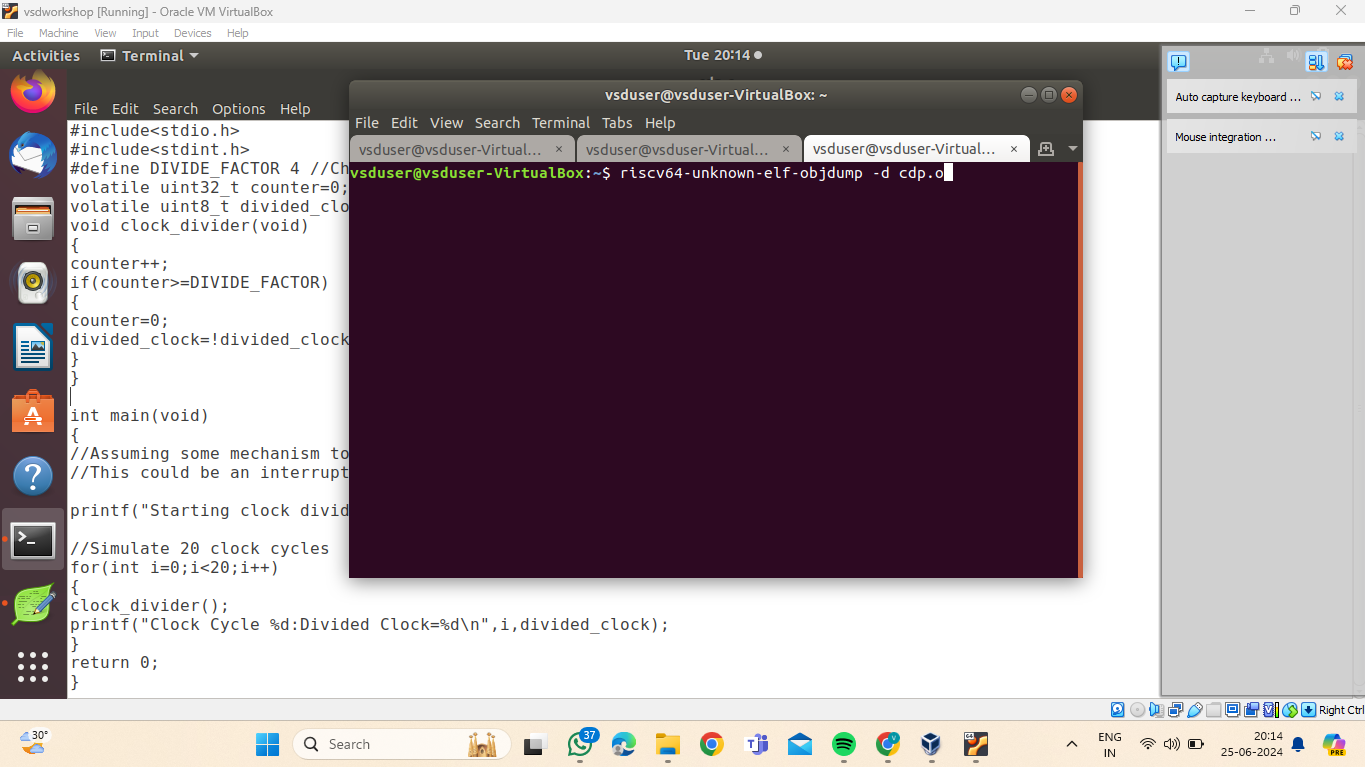 vsdworkshop [Running] - Oracle VM VirtualBox
File Machine View Input Devices Help
Activities Terminal Tue 20:14
File Edit Search Options Help
#include<stdio.h>
#include<stdint.h>
#define DIVIDE_FACTOR 4 //Ch
volatile uint32_t counter=0;
volatile uint8_t divided_clo
void clock_divider(void)
{
counter++;
if(counter>=DIVIDE_FACTOR)
{
counter=0;
divided_clock=!divided_clock
}
}
int main(void)
{
//Assuming some mechanism to
//This could be an interrupt
printf("Starting clock divid
//Simulate 20 clock cycles
for(int i=0;i<20;i++)
{
clock_divider();
printf("Clock Cycle %d:Divided Clock=%d\n",i,divided_clock);
}
return 0;
}
vsduser@vsduser-VirtualBox: ~
File Edit View Search Terminal Tabs Help
vsduser@vsduser-Virtual... × vsduser@vsduser-Virtual... × vsduser@vsduser-Virtual... ×
vsduser@vsduser-VirtualBox:~$ riscv64-unknown-elf-objdump -d cdp.o
Auto capture keyboard ...
Mouse integration ...
Right Ctrl
30°
Search
37
ENG
IN
20:14
25-06-2024
PRE